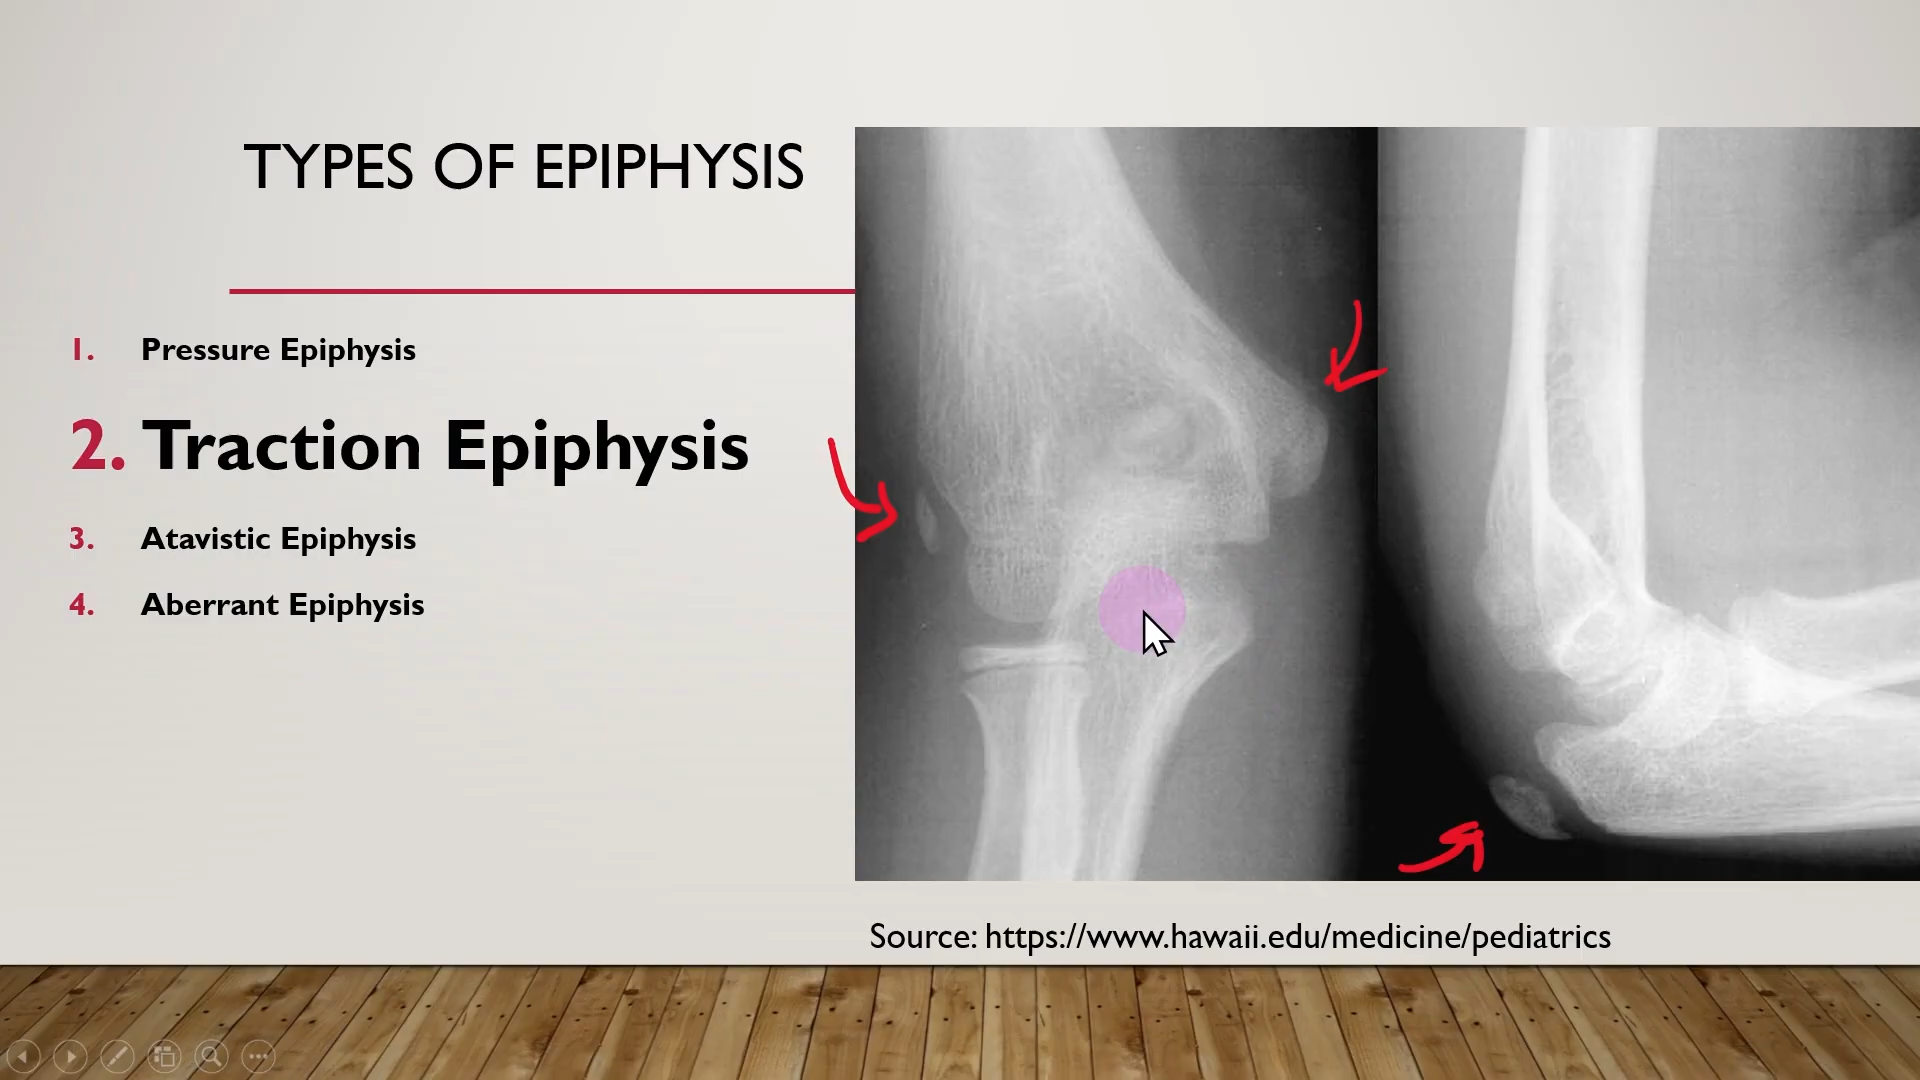 TYPES OF EPIPHYSIS
1. Pressure Epiphysis
2. Traction Epiphysis
3. Atavistic Epiphysis
4. Aberrant Epiphysis
Source: https://www.hawaii.edu/medicine/pediatrics